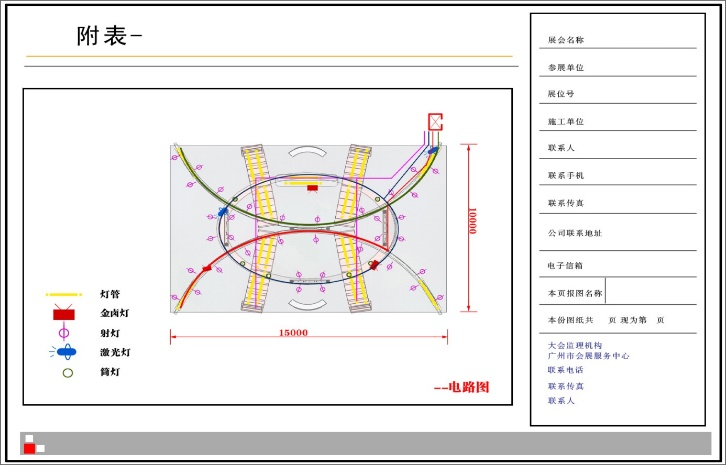 附表-
10000
15000
灯管
金卤灯
射灯
激光灯
筒灯
--电路图
展会名称
参展单位
展位号
施工单位
联系人
联系手机
联系传真
公司联系地址
电子信箱
本页报图名称
本份图纸共 页 现为第 页
大会监理机构
广州市会展服务中心
联系电话
联系传真
联系人